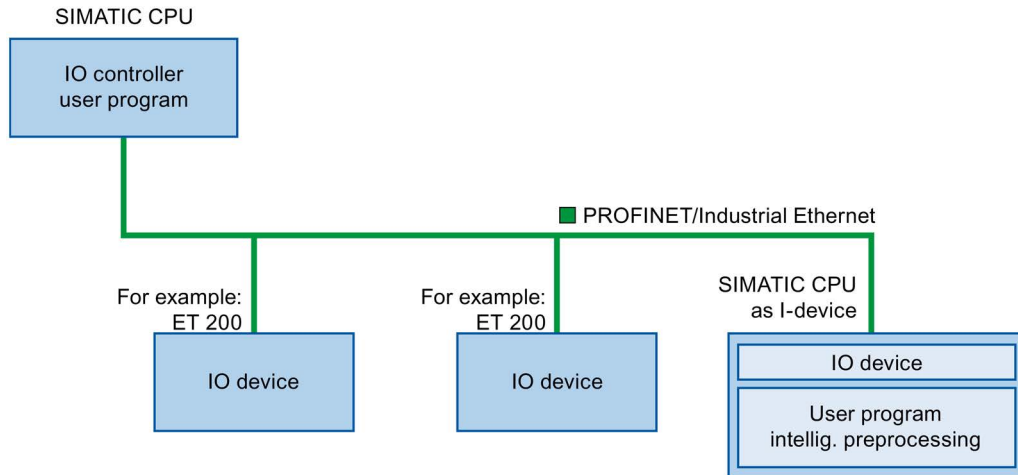 SIMATIC CPU
IO controller
user program
PROFINET/Industrial Ethernet
For example:
ET 200
IO device
For example:
ET 200
IO device
SIMATIC CPU
as I-device
IO device
User program
intellig. preprocessing